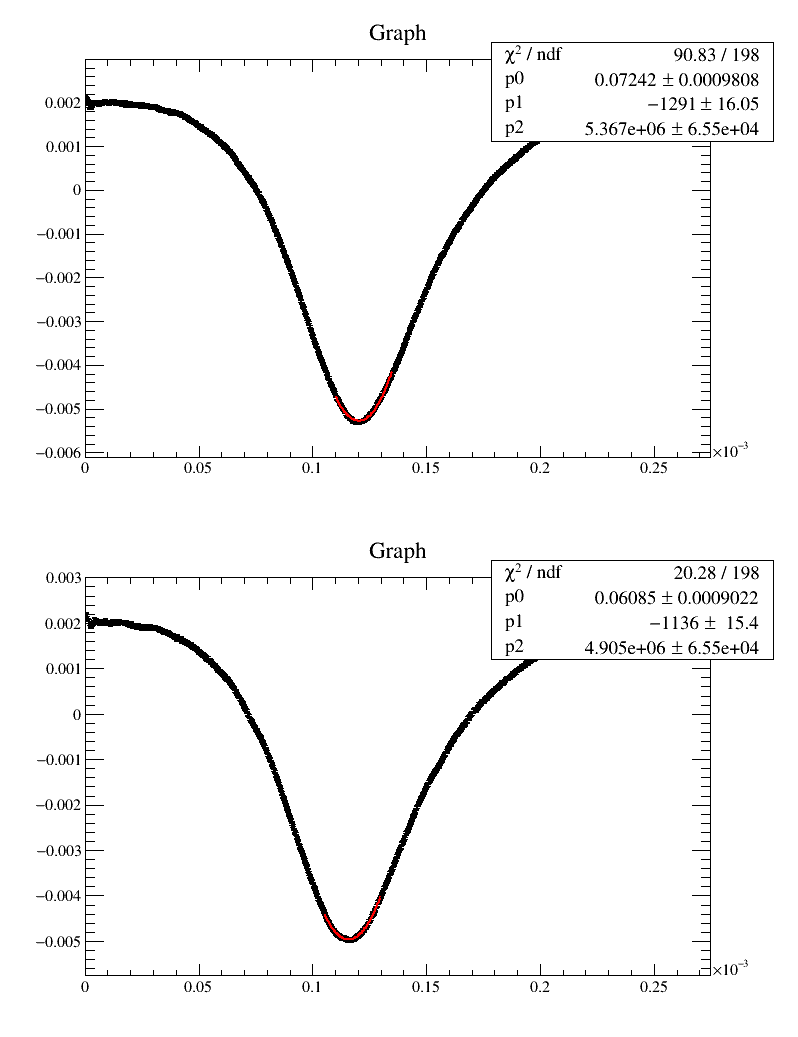 Graph
χ² / ndf 90.83 / 198
p0 0.07242 ± 0.0009808
p1 −1291 ± 16.05
p2 5.367e+06 ± 6.55e+04
0.002
0.001
0
−0.001
−0.002
−0.003
−0.004
−0.005
−0.006
×10⁻³
0 0.05 0.1 0.15 0.2 0.25
Graph
χ² / ndf 20.28 / 198
p0 0.06085 ± 0.0009022
p1 −1136 ± 15.4
p2 4.905e+06 ± 6.55e+04
0.003
0.002
0.001
0
−0.001
−0.002
−0.003
−0.004
−0.005
×10⁻³
0 0.05 0.1 0.15 0.2 0.25